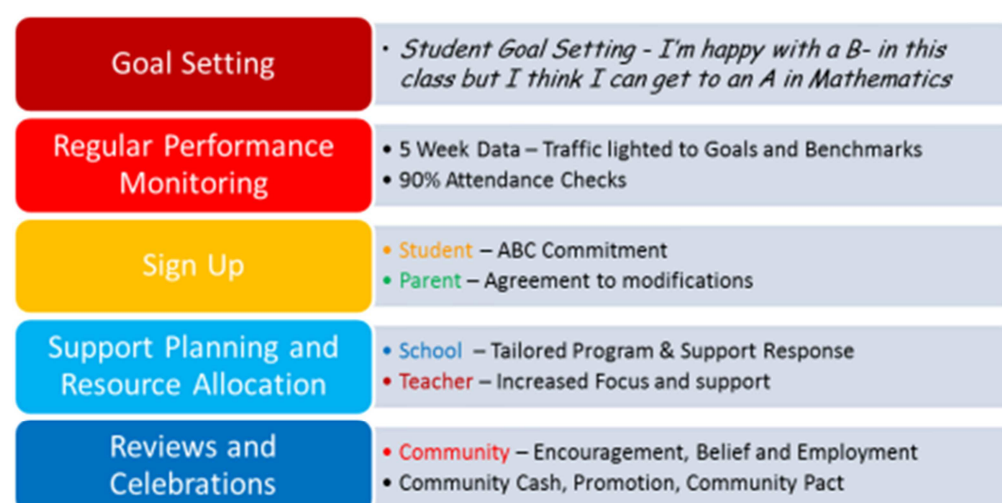 Goal Setting
• Student Goal Setting - I'm happy with a B- in this
class but I think I can get to an A in Mathematics
Regular Performance
Monitoring
• 5 Week Data – Traffic lighted to Goals and Benchmarks
• 90% Attendance Checks
Sign Up
• Student – ABC Commitment
• Parent – Agreement to modifications
Support Planning and
Resource Allocation
• School – Tailored Program & Support Response
• Teacher – Increased Focus and support
Reviews and
Celebrations
• Community – Encouragement, Belief and Employment
• Community Cash, Promotion, Community Pact